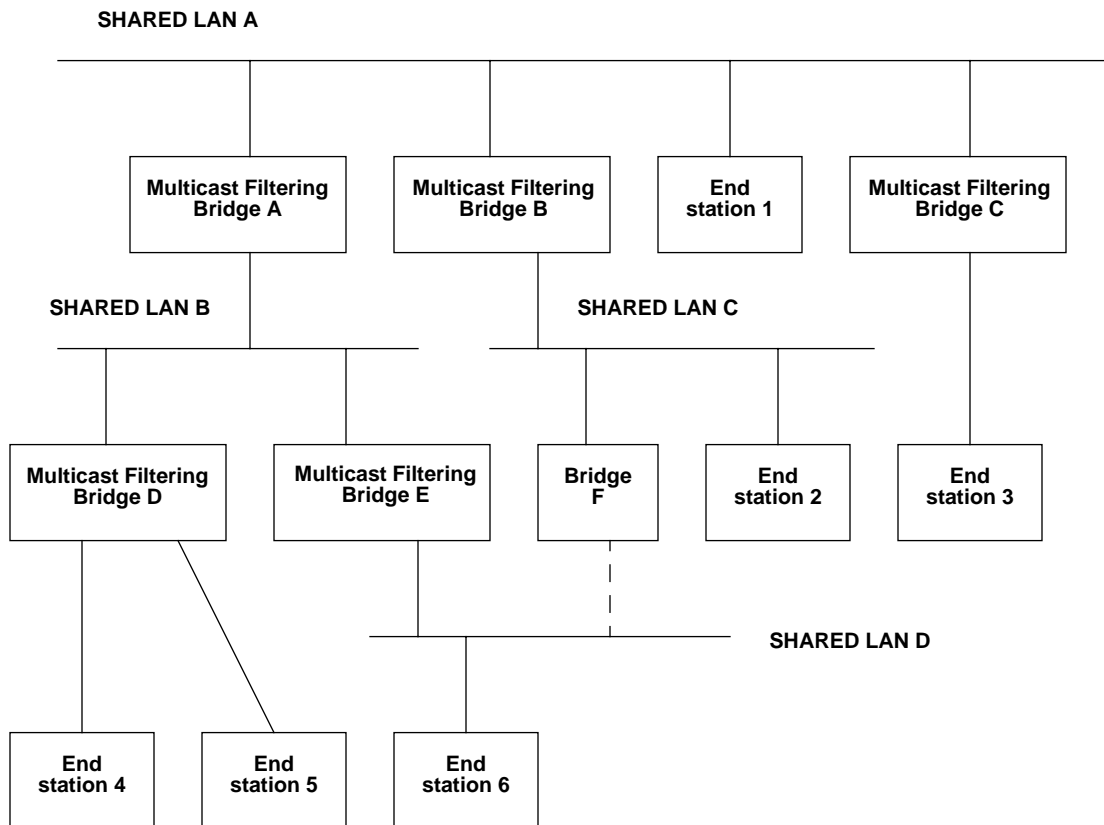 SHARED LAN A
Multicast Filtering
Bridge A
Multicast Filtering
Bridge B
End
station 1
Multicast Filtering
Bridge C
SHARED LAN B
SHARED LAN C
Multicast Filtering
Bridge D
Multicast Filtering
Bridge E
Bridge
F
End
station 2
End
station 3
SHARED LAN D
End
station 4
End
station 5
End
station 6